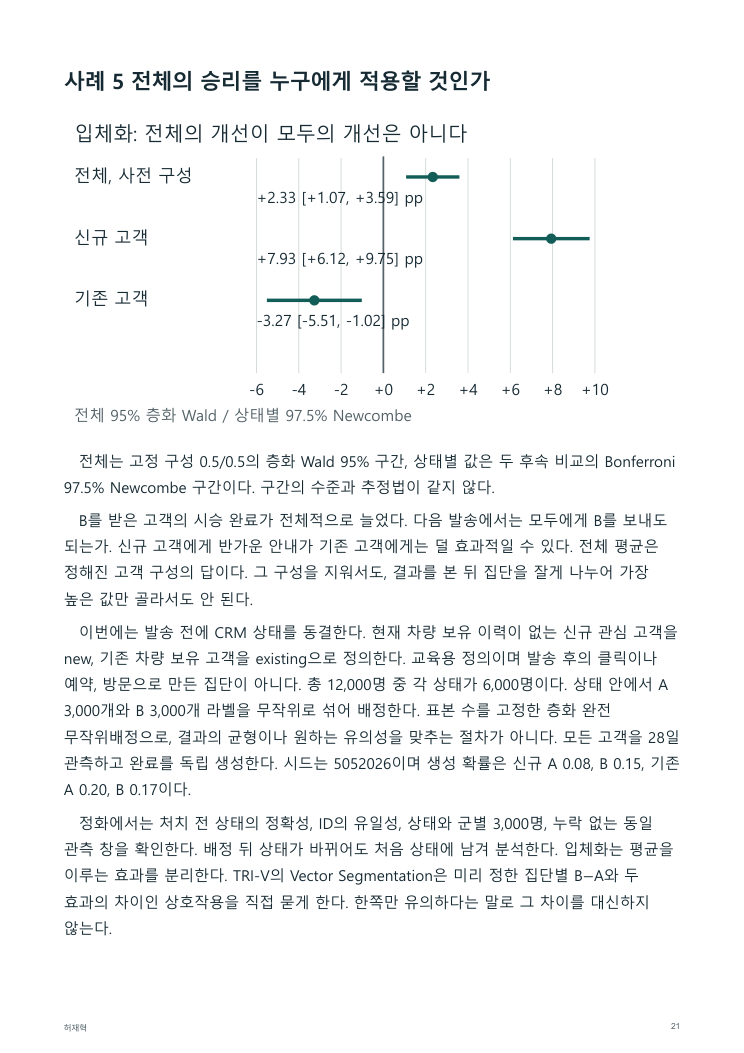 사례 5 전체의 승리를 누구에게 적용할 것인가
입체화: 전체의 개선이 모두의 개선은 아니다
전체, 사전 구성
+2.33 [+1.07, +3.59] pp
신규 고객
+7.93 [+6.12, +9.75] pp
기존 고객
-3.27 [-5.51, -1.02] pp
-6 -4 -2 +0 +2 +4 +6 +8 +10
전체 95% 층화 Wald / 상태별 97.5% Newcombe
전체는 고정 구성 0.5/0.5의 층화 Wald 95% 구간, 상태별 값은 두 후속 비교의 Bonferroni
97.5% Newcombe 구간이다. 구간의 수준과 추정법이 같지 않다.
B를 받은 고객의 시승 완료가 전체적으로 늘었다. 다음 발송에서는 모두에게 B를 보내도
되는가. 신규 고객에게 반가운 안내가 기존 고객에게는 덜 효과적일 수 있다. 전체 평균은
정해진 고객 구성의 답이다. 그 구성을 지워서도, 결과를 본 뒤 집단을 잘게 나누어 가장
높은 값만 골라서도 안 된다.
이번에는 발송 전에 CRM 상태를 동결한다. 현재 차량 보유 이력이 없는 신규 관심 고객을
new, 기존 차량 보유 고객을 existing으로 정의한다. 교육용 정의이며 발송 후의 클릭이나
예약, 방문으로 만든 집단이 아니다. 총 12,000명 중 각 상태가 6,000명이다. 상태 안에서 A
3,000개와 B 3,000개 라벨을 무작위로 섞어 배정한다. 표본 수를 고정한 층화 완전
무작위배정으로, 결과의 균형이나 원하는 유의성을 맞추는 절차가 아니다. 모든 고객을 28일
관측하고 완료를 독립 생성한다. 시드는 5052026이며 생성 확률은 신규 A 0.08, B 0.15, 기존
A 0.20, B 0.17이다.
정화에서는 처치 전 상태의 정확성, ID의 유일성, 상태와 군별 3,000명, 누락 없는 동일
관측 창을 확인한다. 배정 뒤 상태가 바뀌어도 처음 상태에 남겨 분석한다. 입체화는 평균을
이루는 효과를 분리한다. TRI-V의 Vector Segmentation은 미리 정한 집단별 B−A와 두
효과의 차이인 상호작용을 직접 묻게 한다. 한쪽만 유의하다는 말로 그 차이를 대신하지
않는다.
허재혁
21